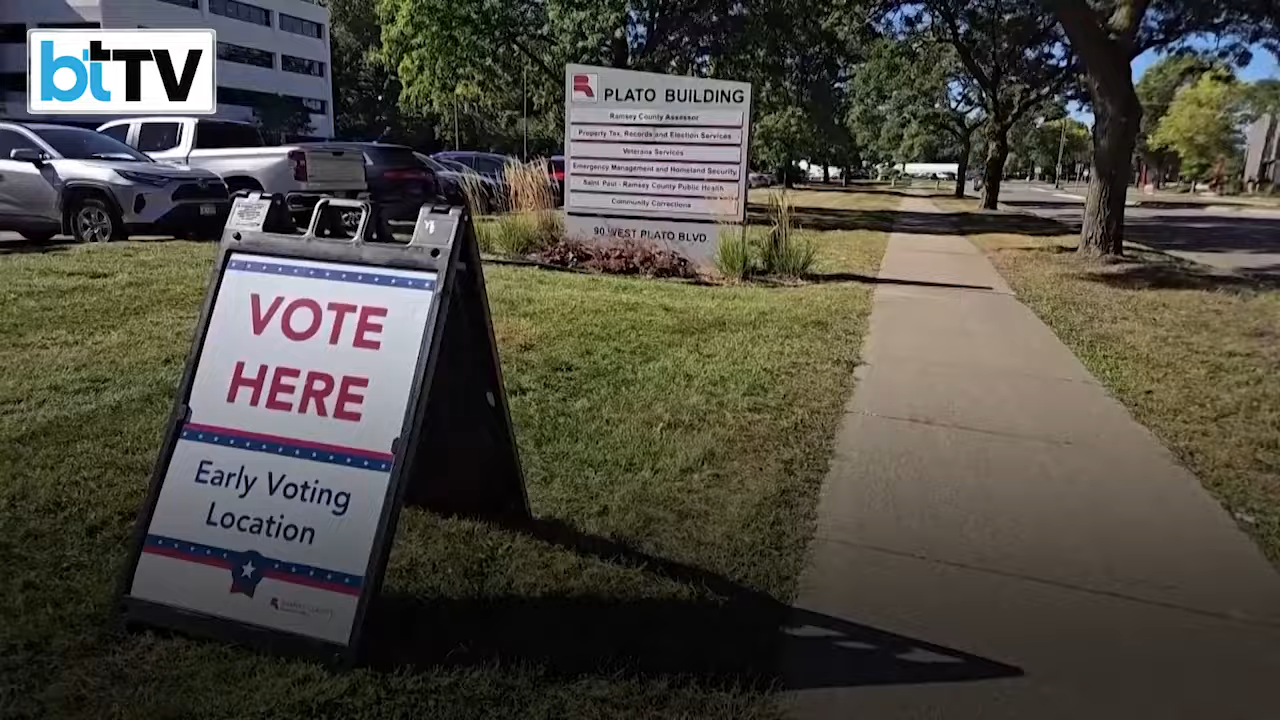 btTV
PLATO BUILDING
Ramsey County Assessor
Property Tax, Records and Election Services
Veterans Services
Emergency Management and Homeland Security
Saint Paul - Ramsey County Public Health
Community Corrections
90 WEST PLATO BLVD.
VOTE
HERE
Early Voting
Location